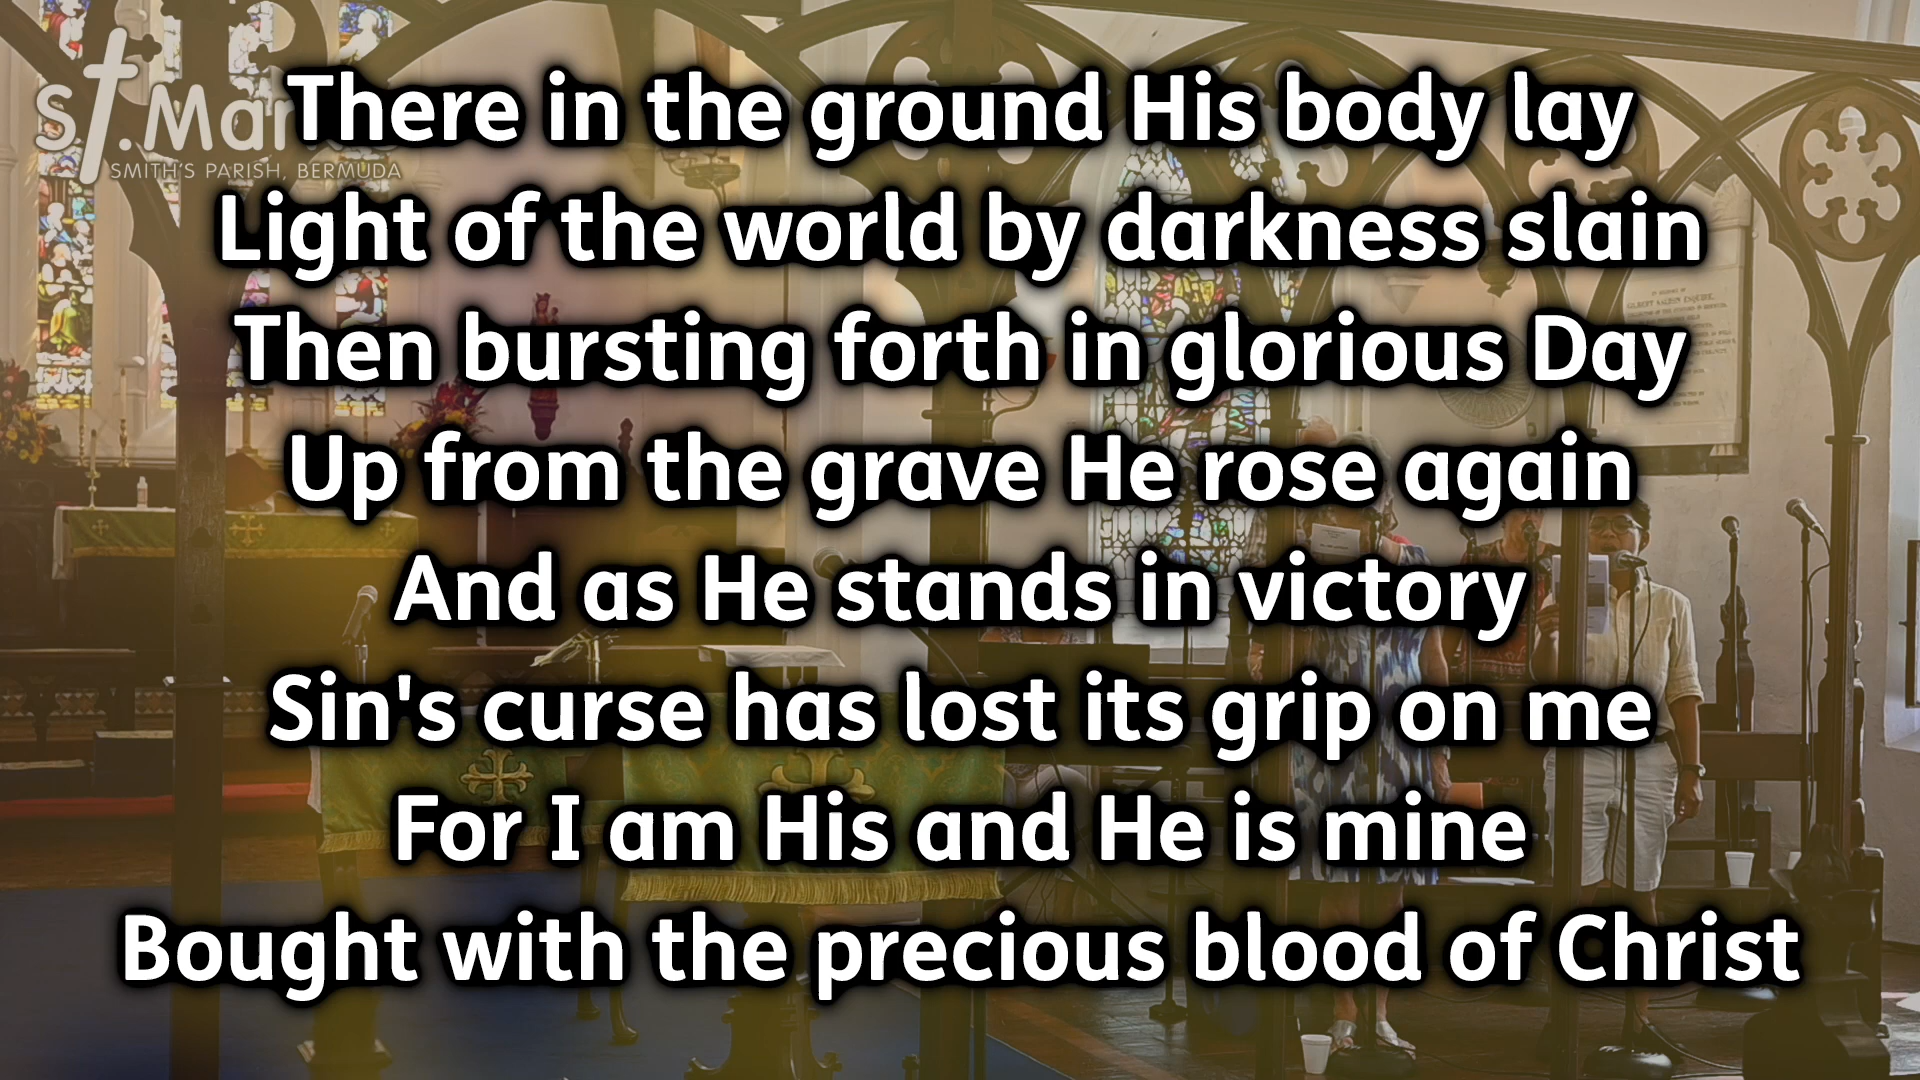 St.Mar
SMITH'S PARISH, BERMUDA
There in the ground His body lay
Light of the world by darkness slain
Then bursting forth in glorious Day
Up from the grave He rose again
And as He stands in victory
Sin's curse has lost its grip on me
For I am His and He is mine
Bought with the precious blood of Christ